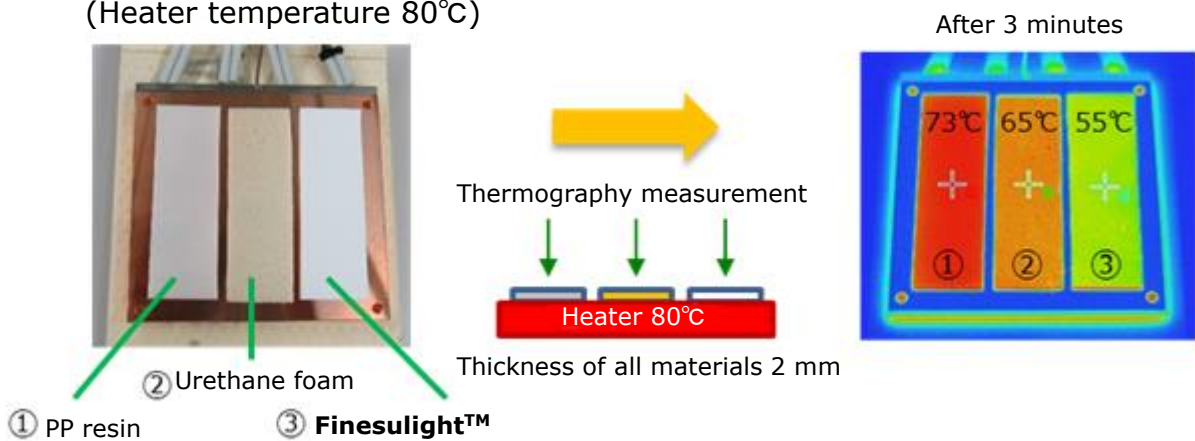 (Heater temperature 80℃)
After 3 minutes
73℃ 65℃ 55℃
Thermography measurement
① ② ③
Heater 80℃
Thickness of all materials 2 mm
② Urethane foam
① PP resin
③ Finesulight™